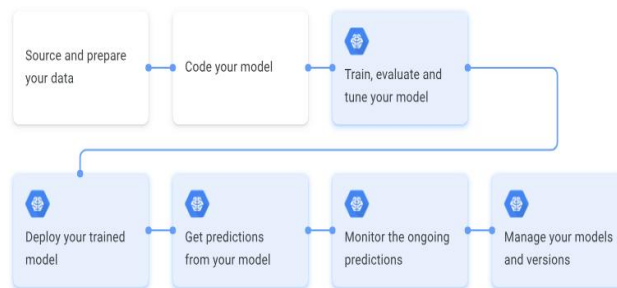 Source and prepare
your data
Code your model
Train, evaluate and
tune your model
Deploy your trained
model
Get predictions
from your model
Monitor the ongoing
predictions
Manage your models
and versions